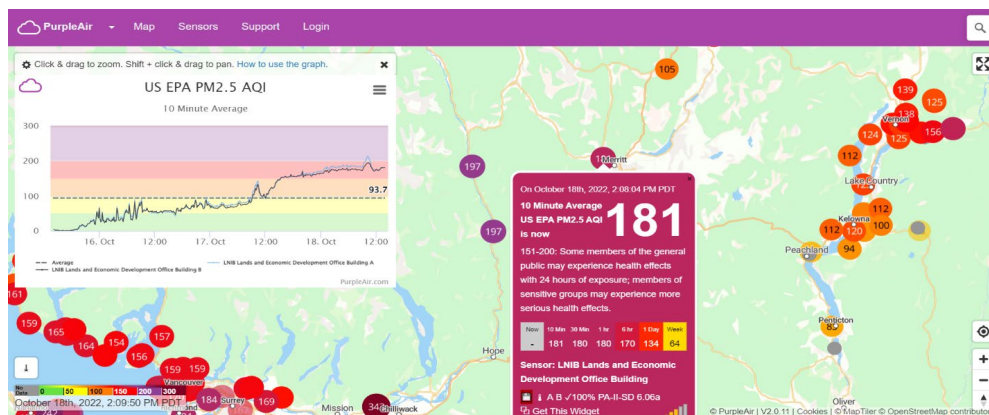 PurpleAir Map Sensors Support Login
Click & drag to zoom. Shift + click & drag to pan. How to use the graph.
US EPA PM2.5 AQI
10 Minute Average
300
200
100
0
93.7
16. Oct 12:00 17. Oct 12:00 18. Oct 12:00
Average
LNIB Lands and Economic Development Office Building A
LNIB Lands and Economic Development Office Building B
PurpleAir.com
105
139
125
138
Vernon
124
125
156
112
Lake Country
Kelowna
112
112
120
100
Peachland
94
Penticton
Oliver
197
197
Merritt
On October 18th, 2022, 2:08:04 PM PDT
10 Minute Average
US EPA PM2.5 AQI
is now
181
151-200: Some members of the general
public may experience health effects
with 24 hours of exposure; members of
sensitive groups may experience more
serious health effects.
Now 10 Min 30 Min 1 hr 6 hr 1 Day Week
- 181 180 180 170 134 64
Sensor: LNIB Lands and Economic
Development Office Building
A B ✓100% PA-II-SD 6.06a
Get This Widget
161
159
165
164
154
157
156
159
159
Vancouver
184
Surrey
169
Hope
Mission
Chilliwack
No Data 0 50 100 150 200 300
October 18th, 2022, 2:09:50 PM PDT
© PurpleAir | V2.0.11 | Cookies | © MapTiler © OpenStreetMap contributo